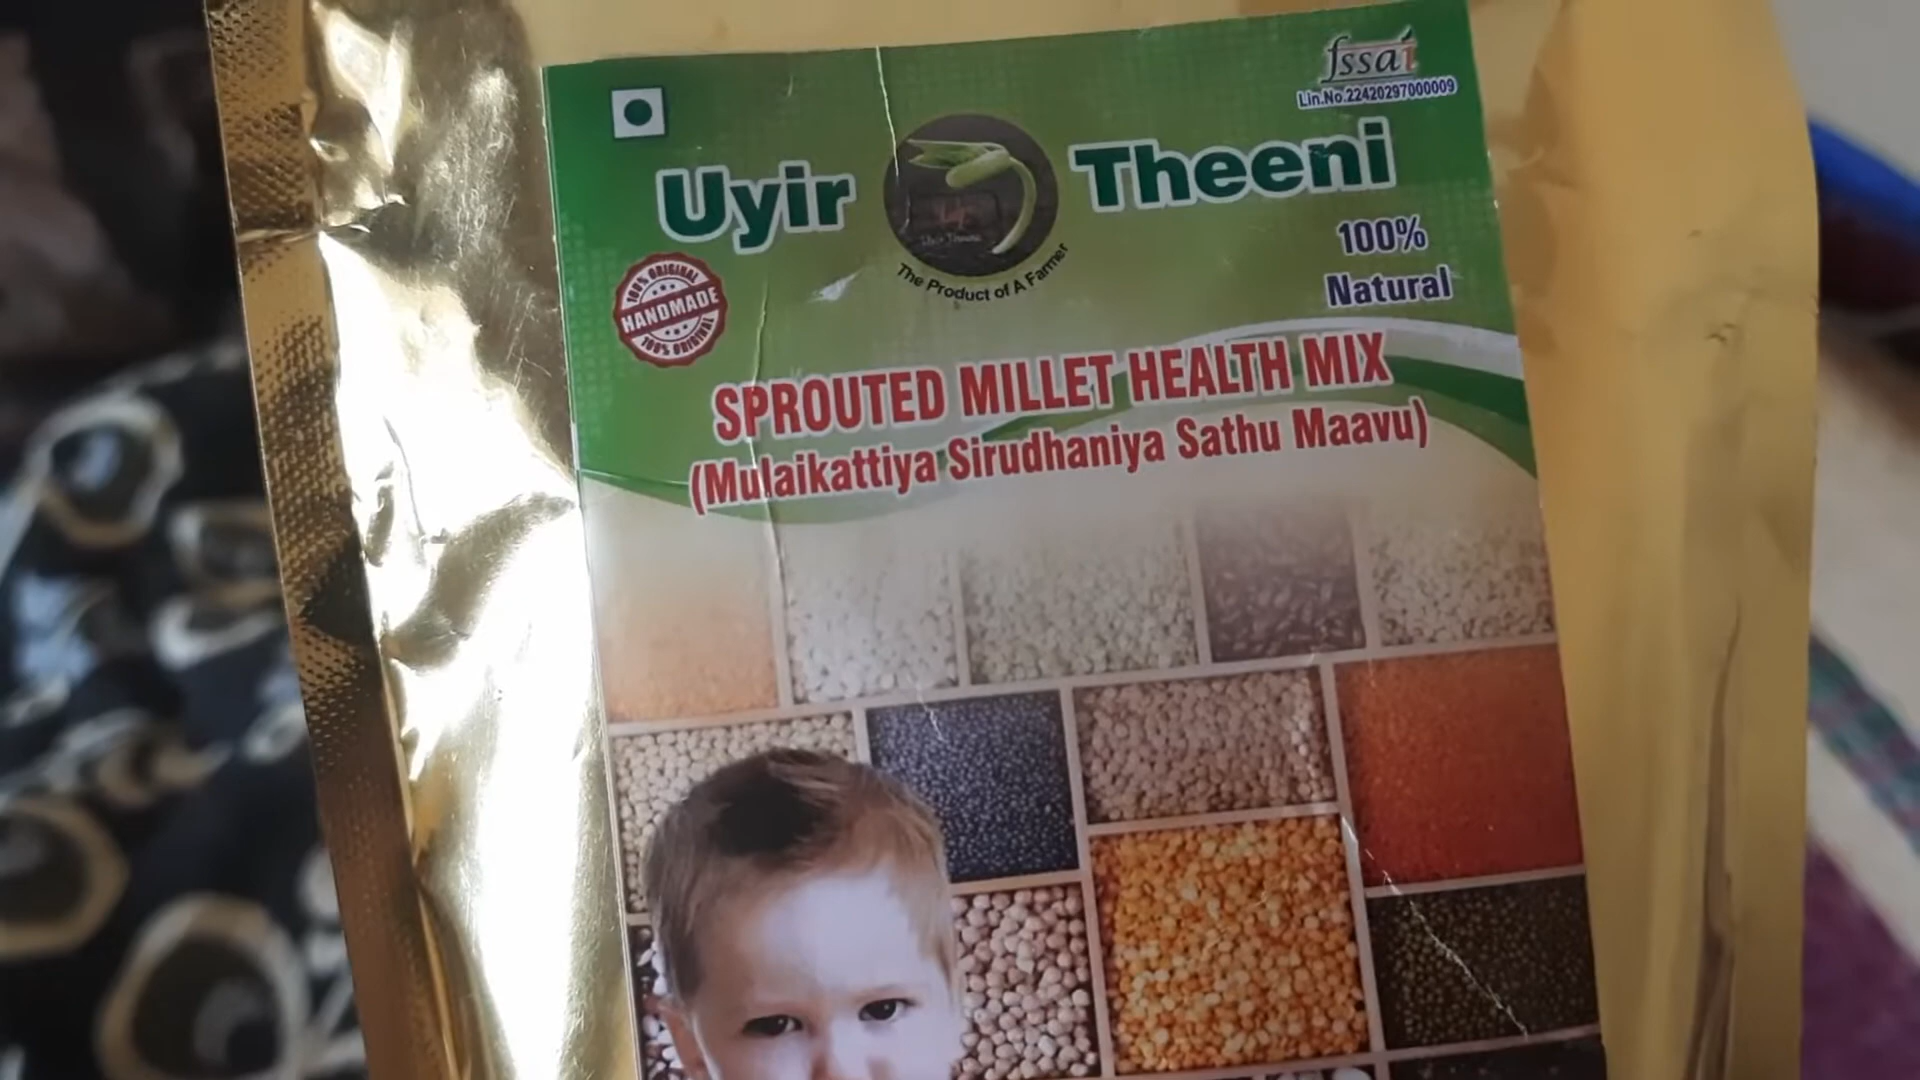 fssai
Lin.No.22420297000009
Uyir Theeni
The Product of A Farmer
100%
Natural
100% ORIGINAL
HANDMADE
100% ORIGINAL
SPROUTED MILLET HEALTH MIX
(Mulaikattiya Sirudhaniya Sathu Maavu)